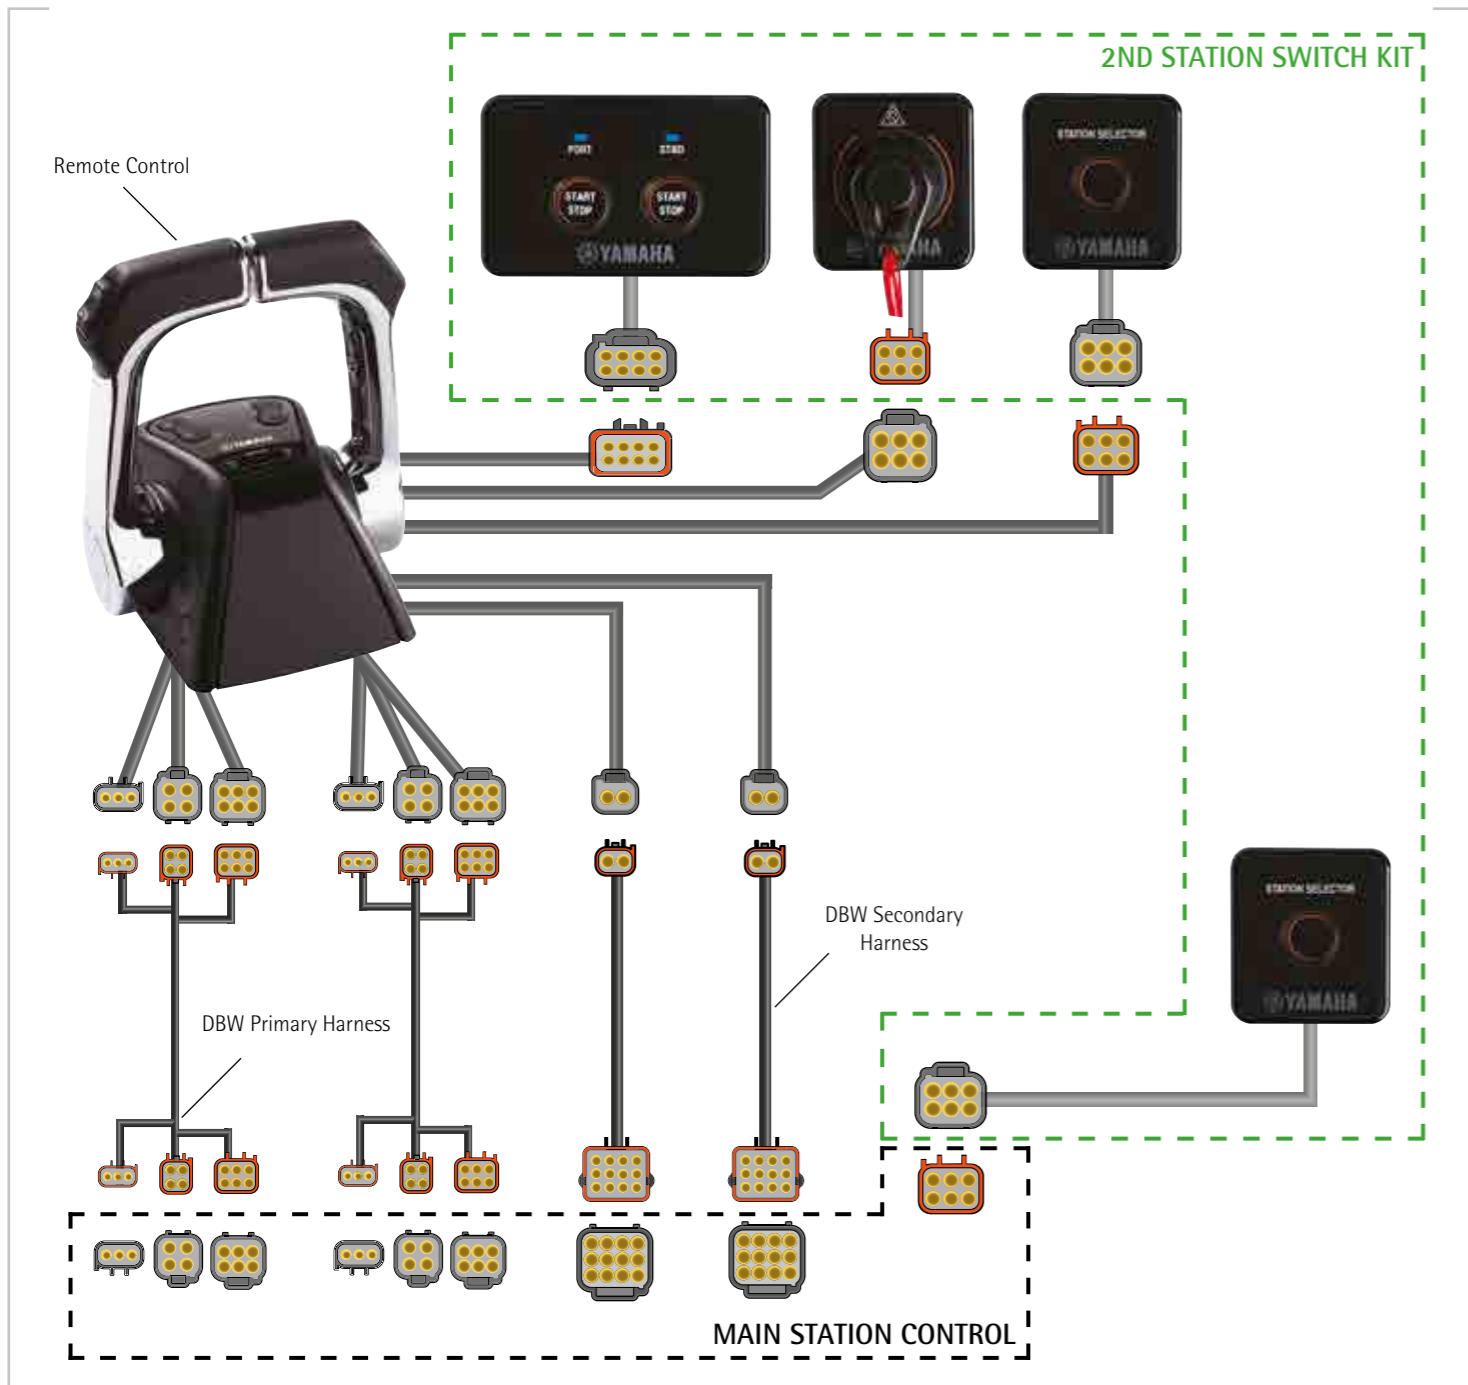 2ND STATION SWITCH KIT
PORT
STBD
START
STOP
START
STOP
YAMAHA
YAMAHA
STATION SELECTOR
YAMAHA
Remote Control
STATION SELECTOR
YAMAHA
DBW Secondary
Harness
DBW Primary Harness
MAIN STATION CONTROL